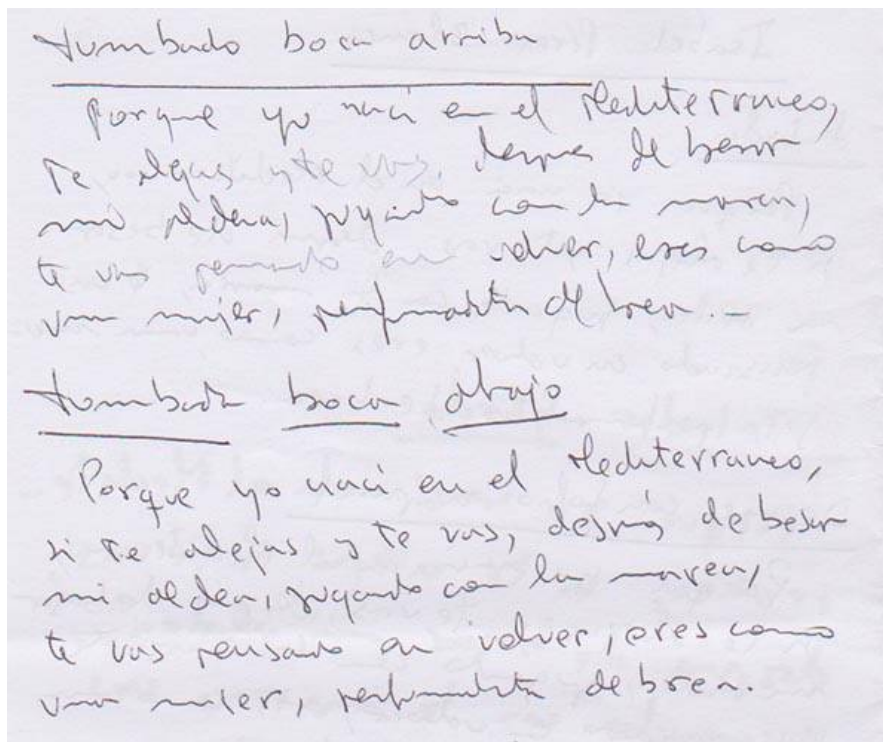 tumbado boca arriba
Porque yo nací en el Mediterraneo,
te alejas y te vas, despues de besar
mi aldea, jugando con la marea,
te vas pensando en volver, eres como
una mujer, perfumadita de brea.-
tumbada boca abajo
Porque yo nací en el Mediterraneo,
si te alejas y te vas, después de besar
mi aldea, jugando con la marea,
te vas pensando en volver, eres como
una mujer, perfumadita de brea.